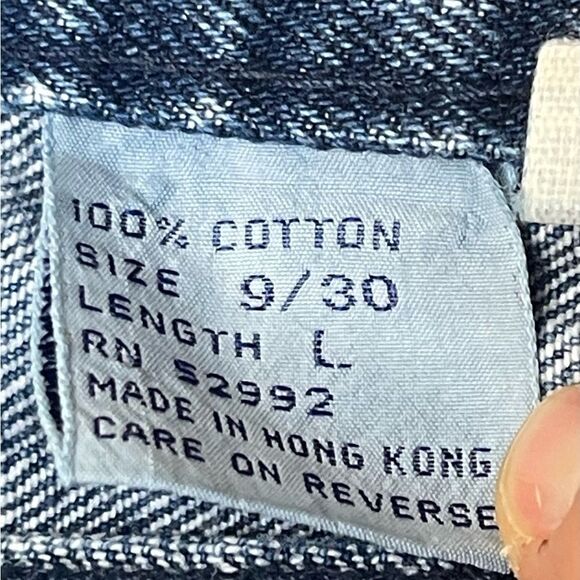 100% COTTON
SIZE 9/30
LENGTH L
RN 52992
MADE IN HONG KONG
CARE ON REVERSE